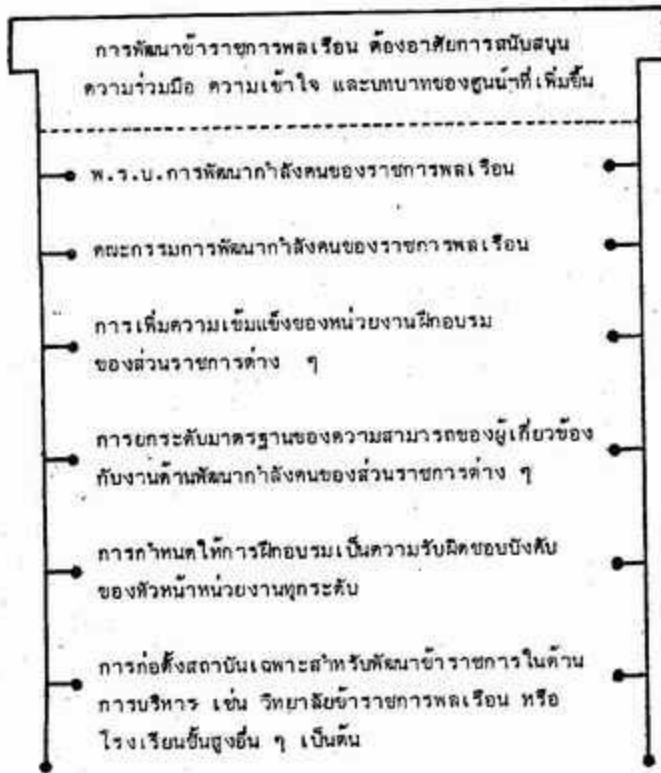 การพัฒนาข้าราชการพลเรือน ต้องอาศัยการสนับสนุน
ความร่วมมือ ความเข้าใจ และบทบาทของศูนย์ฯที่เพิ่มขึ้น
พ.ร.บ.การพัฒนากำลังคนของราชการพลเรือน
คณะกรรมการพัฒนากำลังคนของราชการพลเรือน
การเพิ่มความเข้มแข็งของหน่วยงานฝึกอบรม
ของส่วนราชการต่าง ๆ
การยกระดับมาตรฐานของความสามารถของผู้เกี่ยวข้อง
กับงานด้านพัฒนากำลังคนของส่วนราชการต่าง ๆ
การกำหนดให้การฝึกอบรมเป็นความรับผิดชอบบังคับ
ของหัวหน้าหน่วยงานทุกระดับ
การก่อตั้งสถาบันเฉพาะสำหรับพัฒนาข้าราชการในด้าน
การบริหาร เช่น วิทยาลัยข้าราชการพลเรือน หรือ
โรงเรียนชั้นสูงอื่น ๆ เป็นต้น